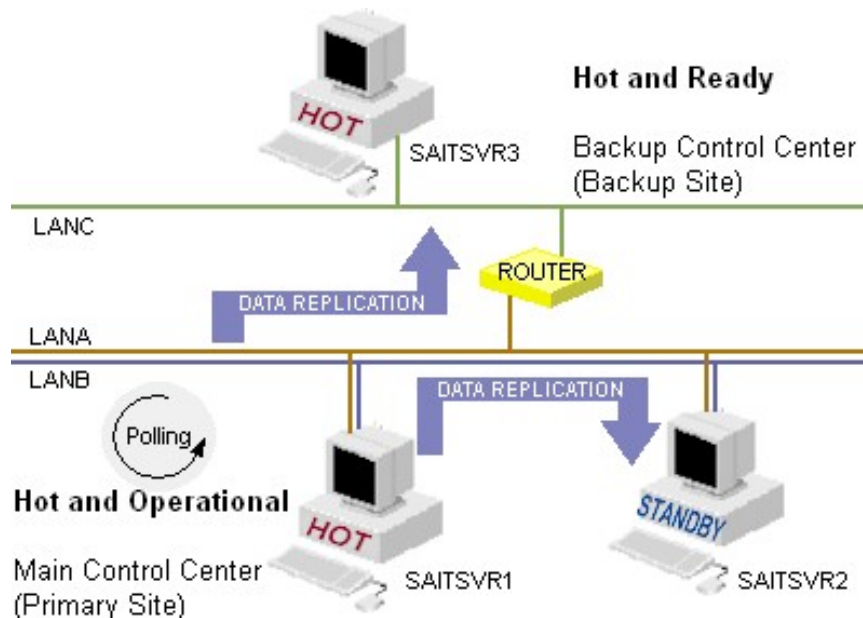 HOT
SAITSVR3
Hot and Ready
Backup Control Center
(Backup Site)
LANC
ROUTER
DATA REPLICATION
LANA
LANB
DATA REPLICATION
Polling
Hot and Operational
Main Control Center
(Primary Site)
HOT
SAITSVR1
STANDBY
SAITSVR2